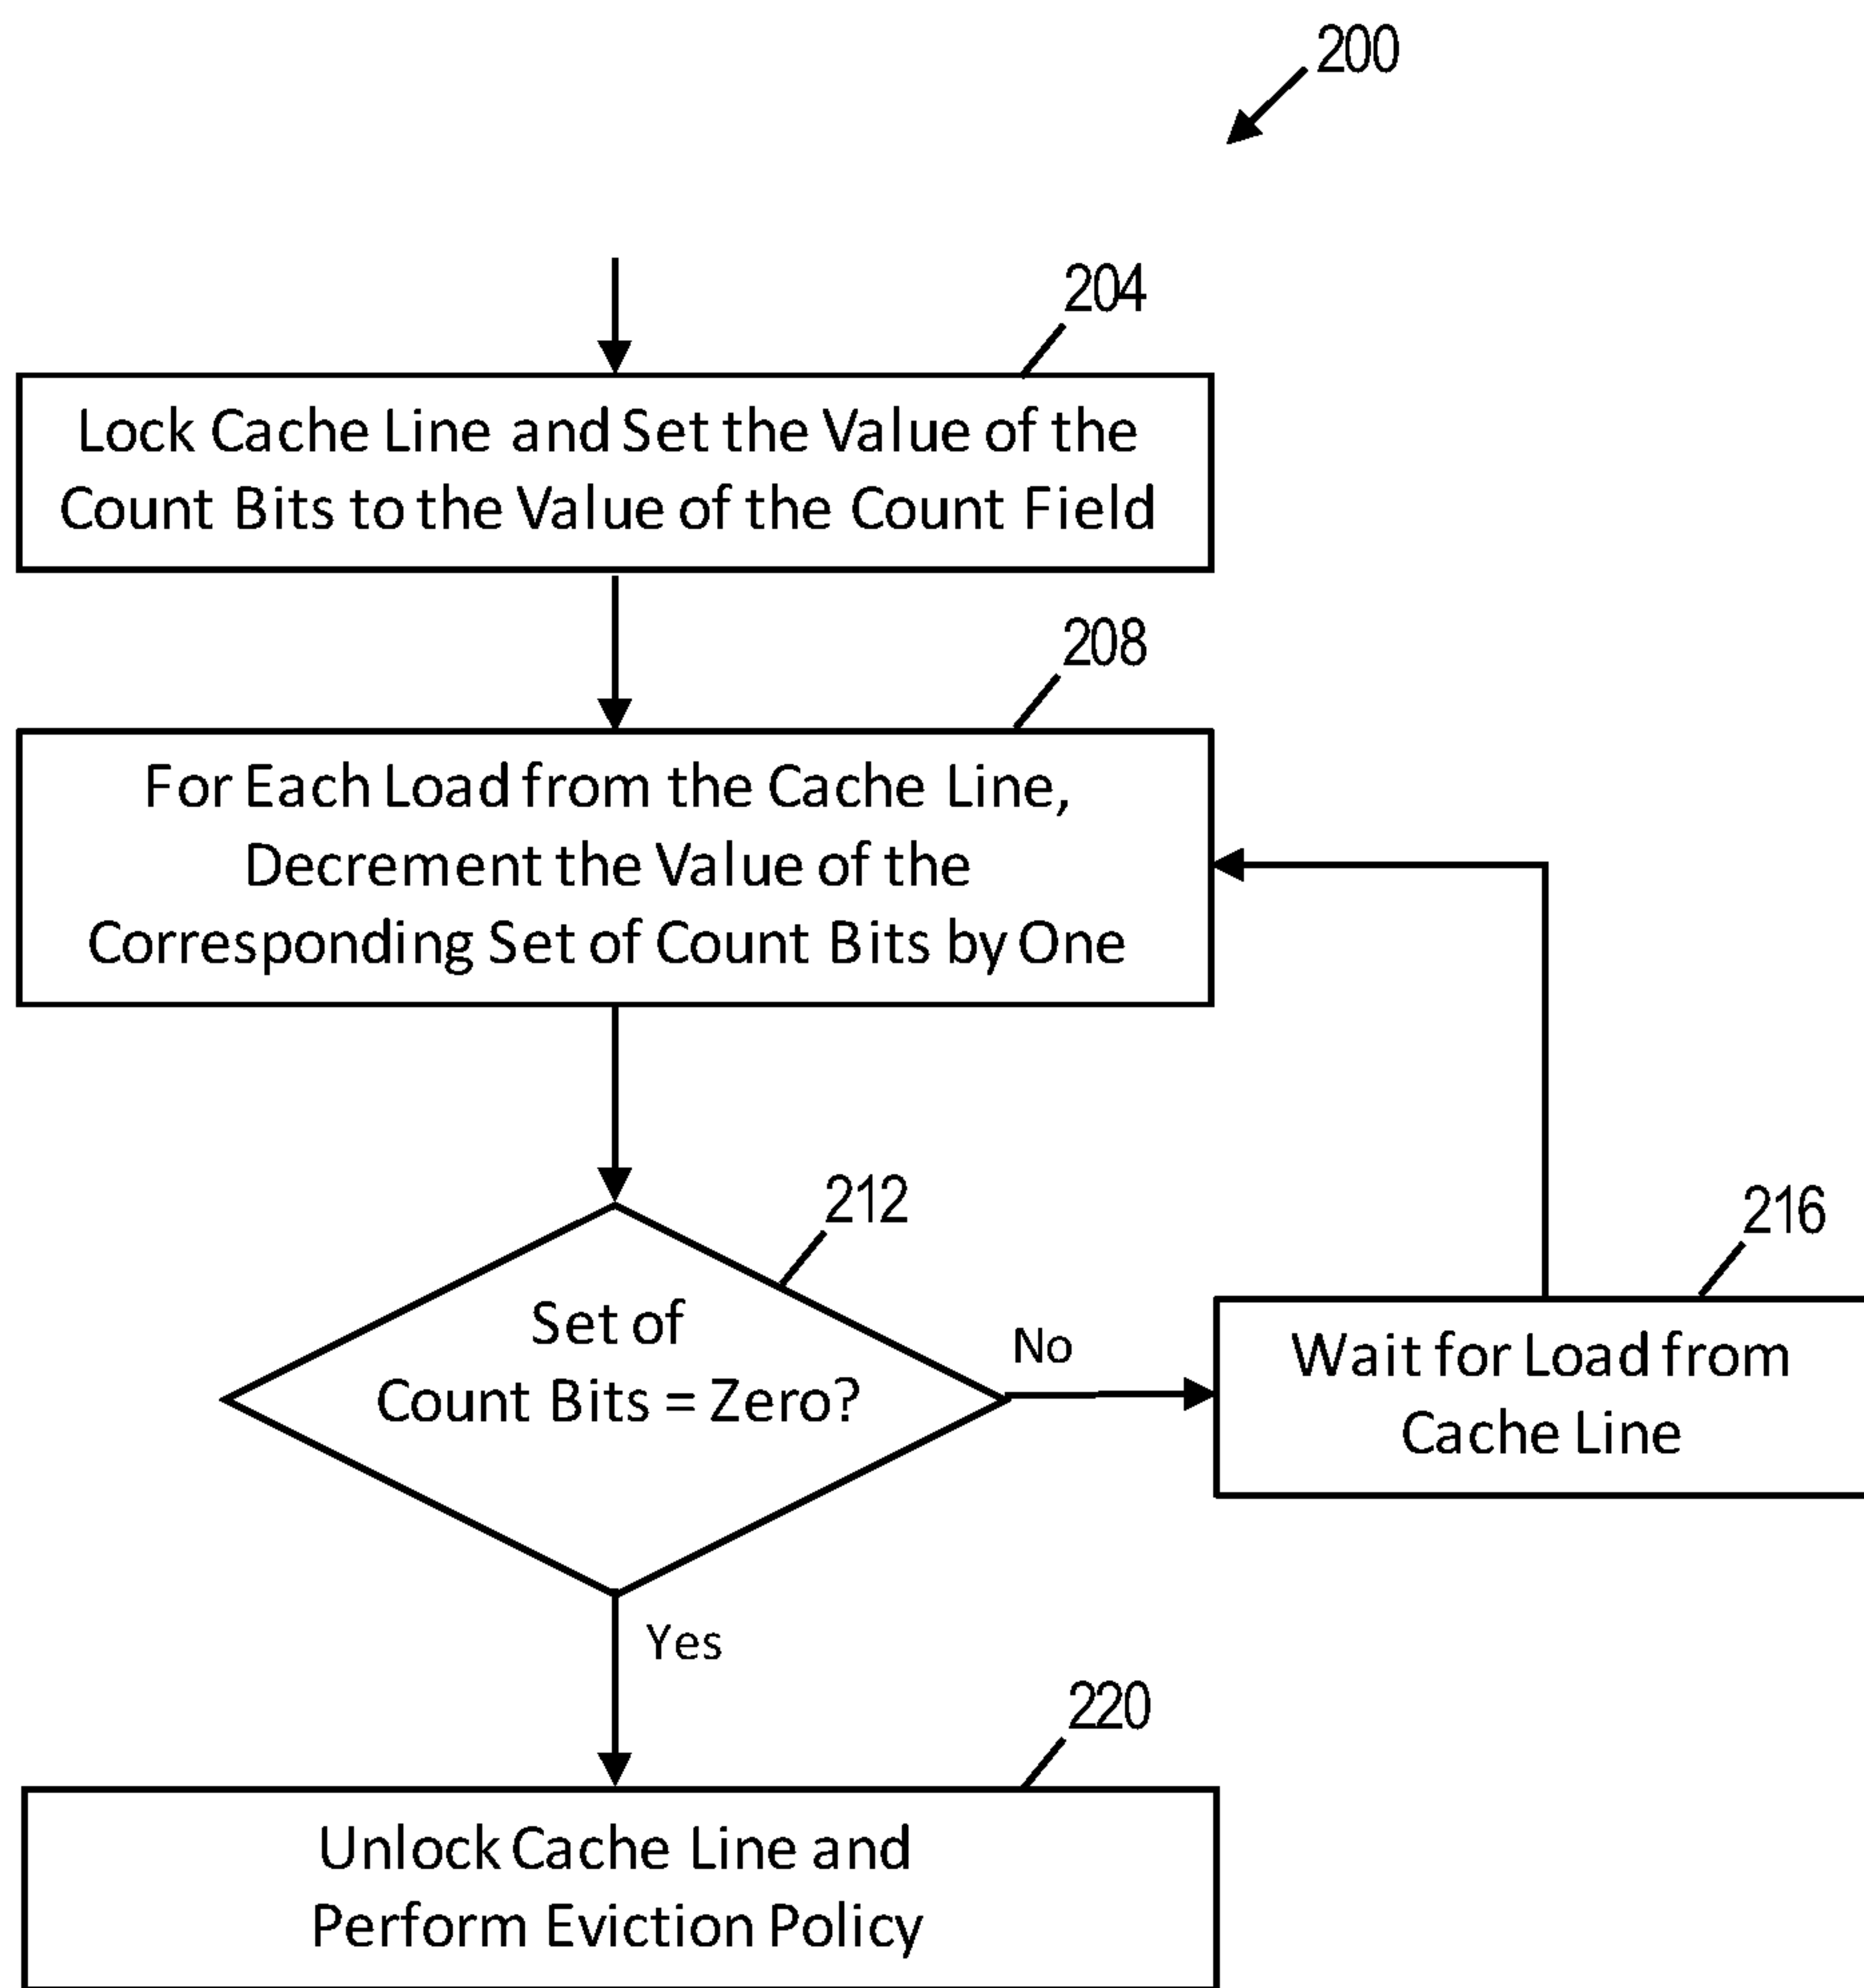 200
204
Lock Cache Line and Set the Value of the
Count Bits to the Value of the Count Field
208
For Each Load from the Cache Line,
Decrement the Value of the
Corresponding Set of Count Bits by One
212
216
Set of
Count Bits = Zero?
No
Wait for Load from
Cache Line
Yes
220
Unlock Cache Line and
Perform Eviction Policy